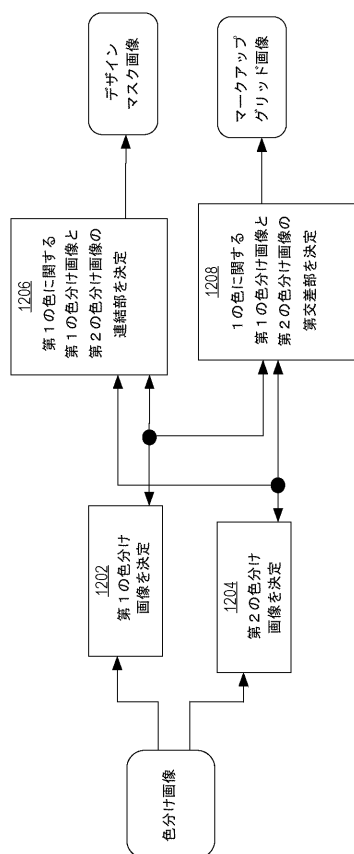 色分け画像
1202
第1の色分け
画像を決定
1204
第2の色分け
画像を決定
1206
第1の色に関する
第1の色分け画像と
第2の色分け画像の
連結部を決定
1208
1の色に関する
第1の色分け画像と
第2の色分け画像の
第交差部を決定
デザイン
マスク画像
マークアップ
グリッド画像